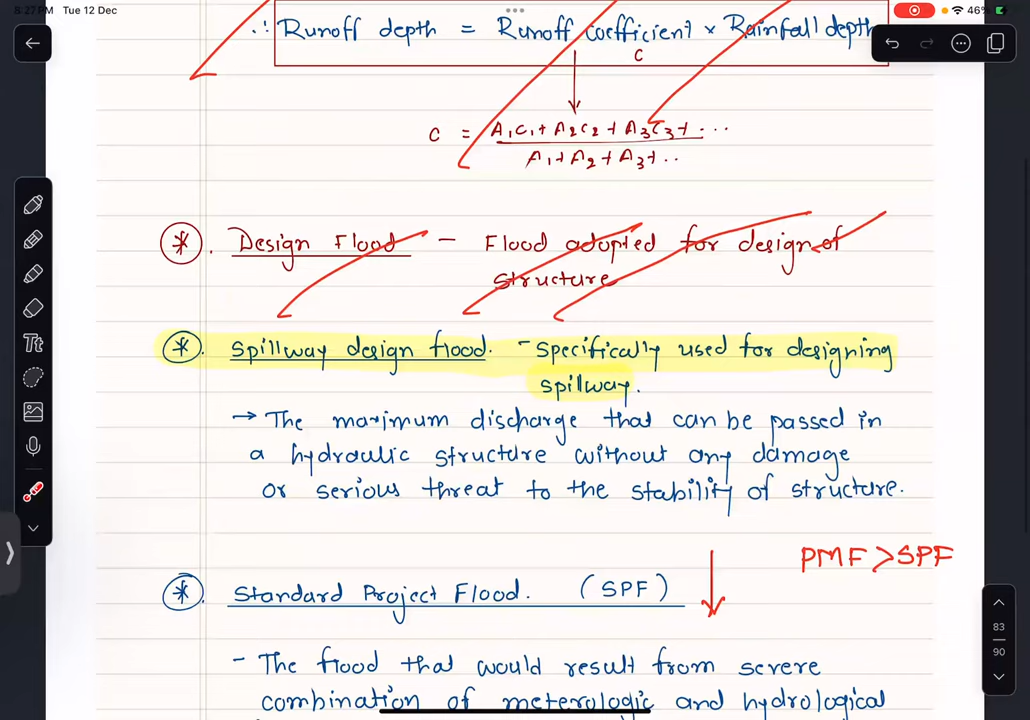 5:27 PM Tue 12 Dec
46%
∴ Runoff depth = Runoff coefficient × Rainfall depth
C
C = A₁C₁ + A₂C₂ + A₃C₃ + ...
A₁ + A₂ + A₃ + ..
*. Design Flood - Flood adopted for design of
structure
*. Spillway design flood. - Specifically used for designing
spilway.
→ The maximum discharge that can be passed in
a hydraulic structure without any damage
or serious threat to the stability of structure.
PMF > SPF
*. Standard Project Flood. (SPF)
- The flood that would result from severe
combination of meterologic and hydrological
Tt
83
90